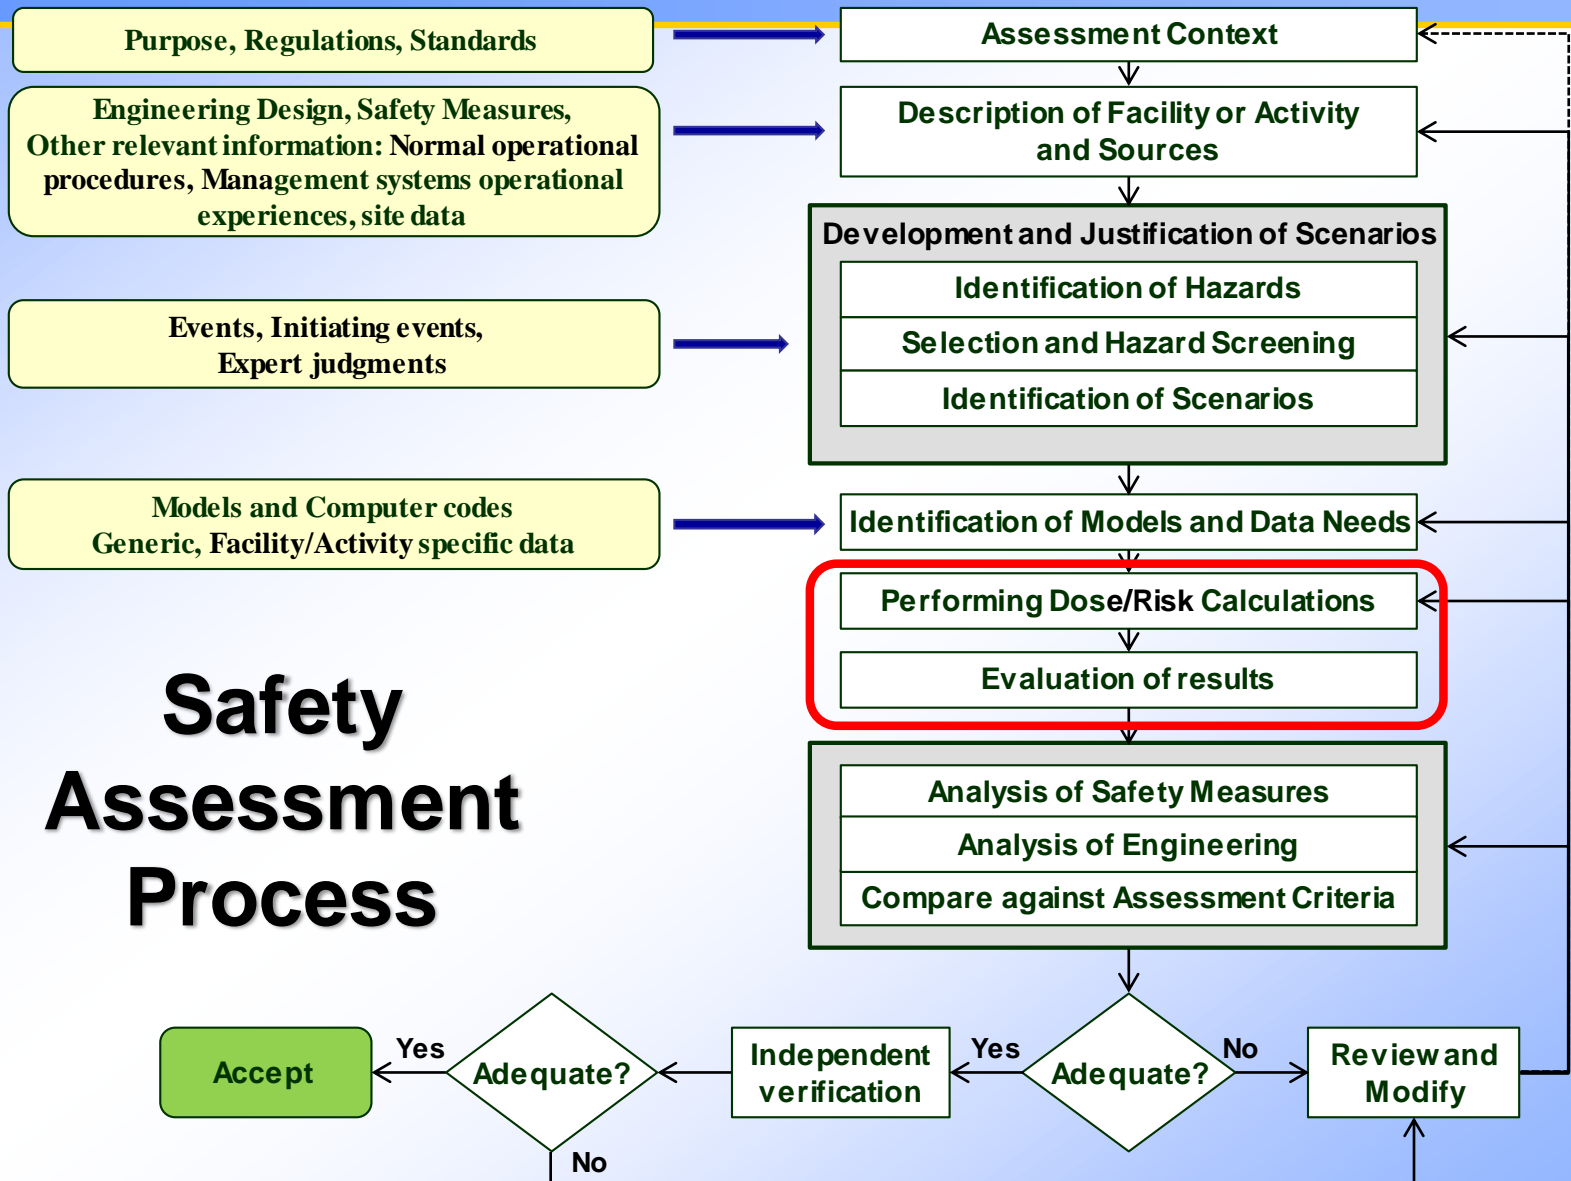 Purpose, Regulations, Standards
Assessment Context
Engineering Design, Safety Measures,
Other relevant information: Normal operational
procedures, Management systems operational
experiences, site data
Description of Facility or Activity
and Sources
Development and Justification of Scenarios
Identification of Hazards
Selection and Hazard Screening
Identification of Scenarios
Events, Initiating events,
Expert judgments
Models and Computer codes
Generic, Facility/Activity specific data
Identification of Models and Data Needs
Performing Dose/Risk Calculations
Evaluation of results
Safety
Assessment
Process
Analysis of Safety Measures
Analysis of Engineering
Compare against Assessment Criteria
Accept
Yes
Adequate?
No
Independent
verification
Yes
Adequate?
No
Review and
Modify